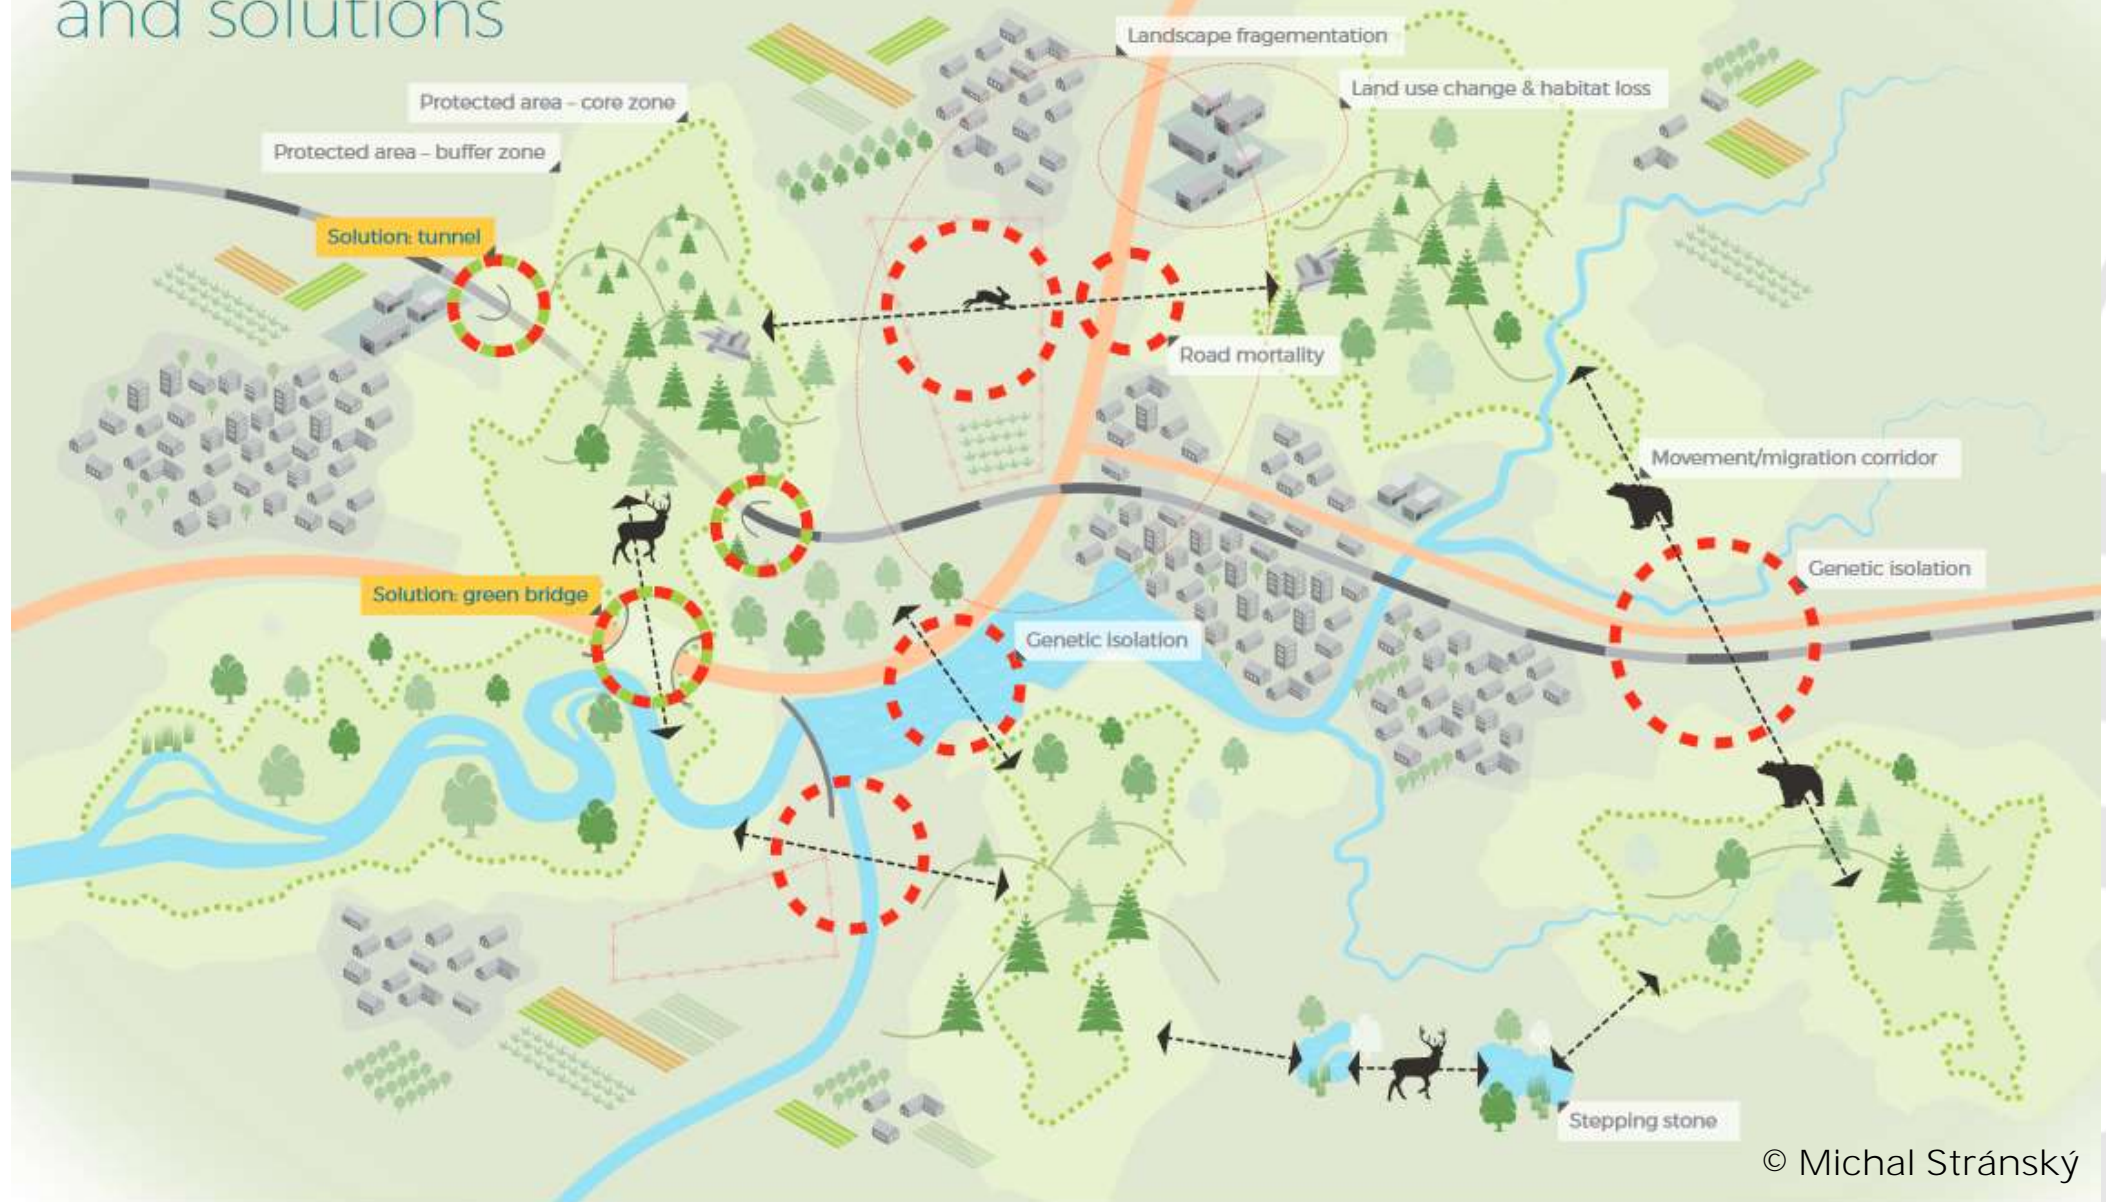 and solutions
Landscape fragementation
Land use change & habitat loss
Protected area – core zone
Protected area – buffer zone
Solution: tunnel
Road mortality
Movement/migration corridor
Genetic isolation
Solution: green bridge
Genetic isolation
Stepping stone
© Michal Stránský